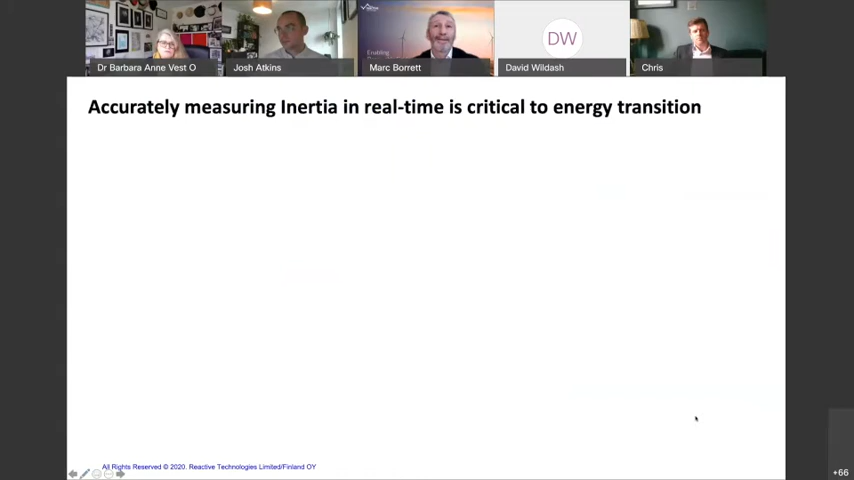 Enabling
Dr Barbara Anne Vest O
Josh Atkins
Marc Borrett
DW
David Wildash
Chris
Accurately measuring Inertia in real-time is critical to energy transition
All Rights Reserved © 2020. Reactive Technologies Limited/Finland OY
+66